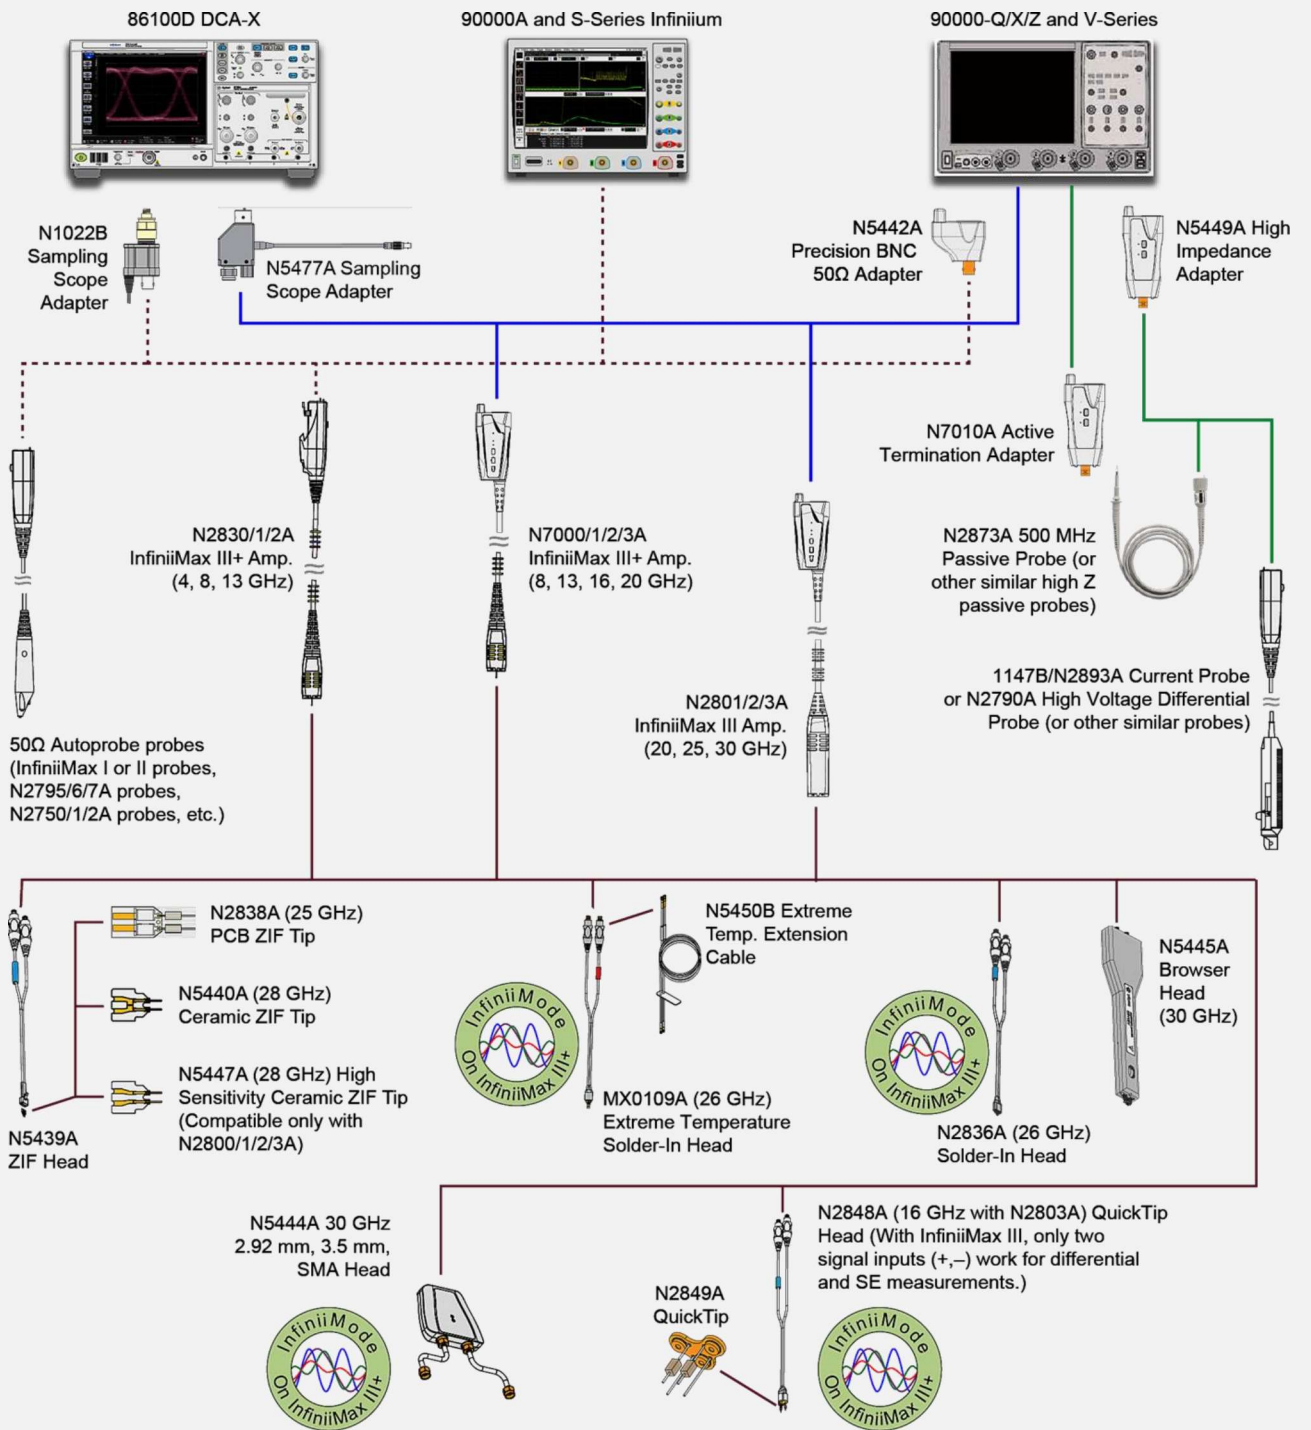 86100D DCA-X
90000A and S-Series Infiniium
90000-Q/X/Z and V-Series
N1022B
Sampling
Scope
Adapter
N5477A Sampling
Scope Adapter
N5442A
Precision BNC
50Ω Adapter
N5449A High
Impedance
Adapter
N7010A Active
Termination Adapter
N2830/1/2A
InfiniiMax III+ Amp.
(4, 8, 13 GHz)
N7000/1/2/3A
InfiniiMax III+ Amp.
(8, 13, 16, 20 GHz)
N2873A 500 MHz
Passive Probe (or
other similar high Z
passive probes)
N2801/2/3A
InfiniiMax III Amp.
(20, 25, 30 GHz)
1147B/N2893A Current Probe
or N2790A High Voltage Differential
Probe (or other similar probes)
50Ω Autoprobe probes
(InfiniiMax I or II probes,
N2795/6/7A probes,
N2750/1/2A probes, etc.)
N2838A (25 GHz)
PCB ZIF Tip
N5440A (28 GHz)
Ceramic ZIF Tip
N5447A (28 GHz) High
Sensitivity Ceramic ZIF Tip
(Compatible only with
N2800/1/2/3A)
N5439A
ZIF Head
N5450B Extreme
Temp. Extension
Cable
InfiniiMode
On InfiniiMax III+
MX0109A (26 GHz)
Extreme Temperature
Solder-In Head
InfiniiMode
On InfiniiMax III+
N2836A (26 GHz)
Solder-In Head
N5445A
Browser
Head
(30 GHz)
N5444A 30 GHz
2.92 mm, 3.5 mm,
SMA Head
InfiniiMode
On InfiniiMax III+
N2849A
QuickTip
N2848A (16 GHz with N2803A) QuickTip
Head (With InfiniiMax III, only two
signal inputs (+,–) work for differential
and SE measurements.)
InfiniiMode
On InfiniiMax III+